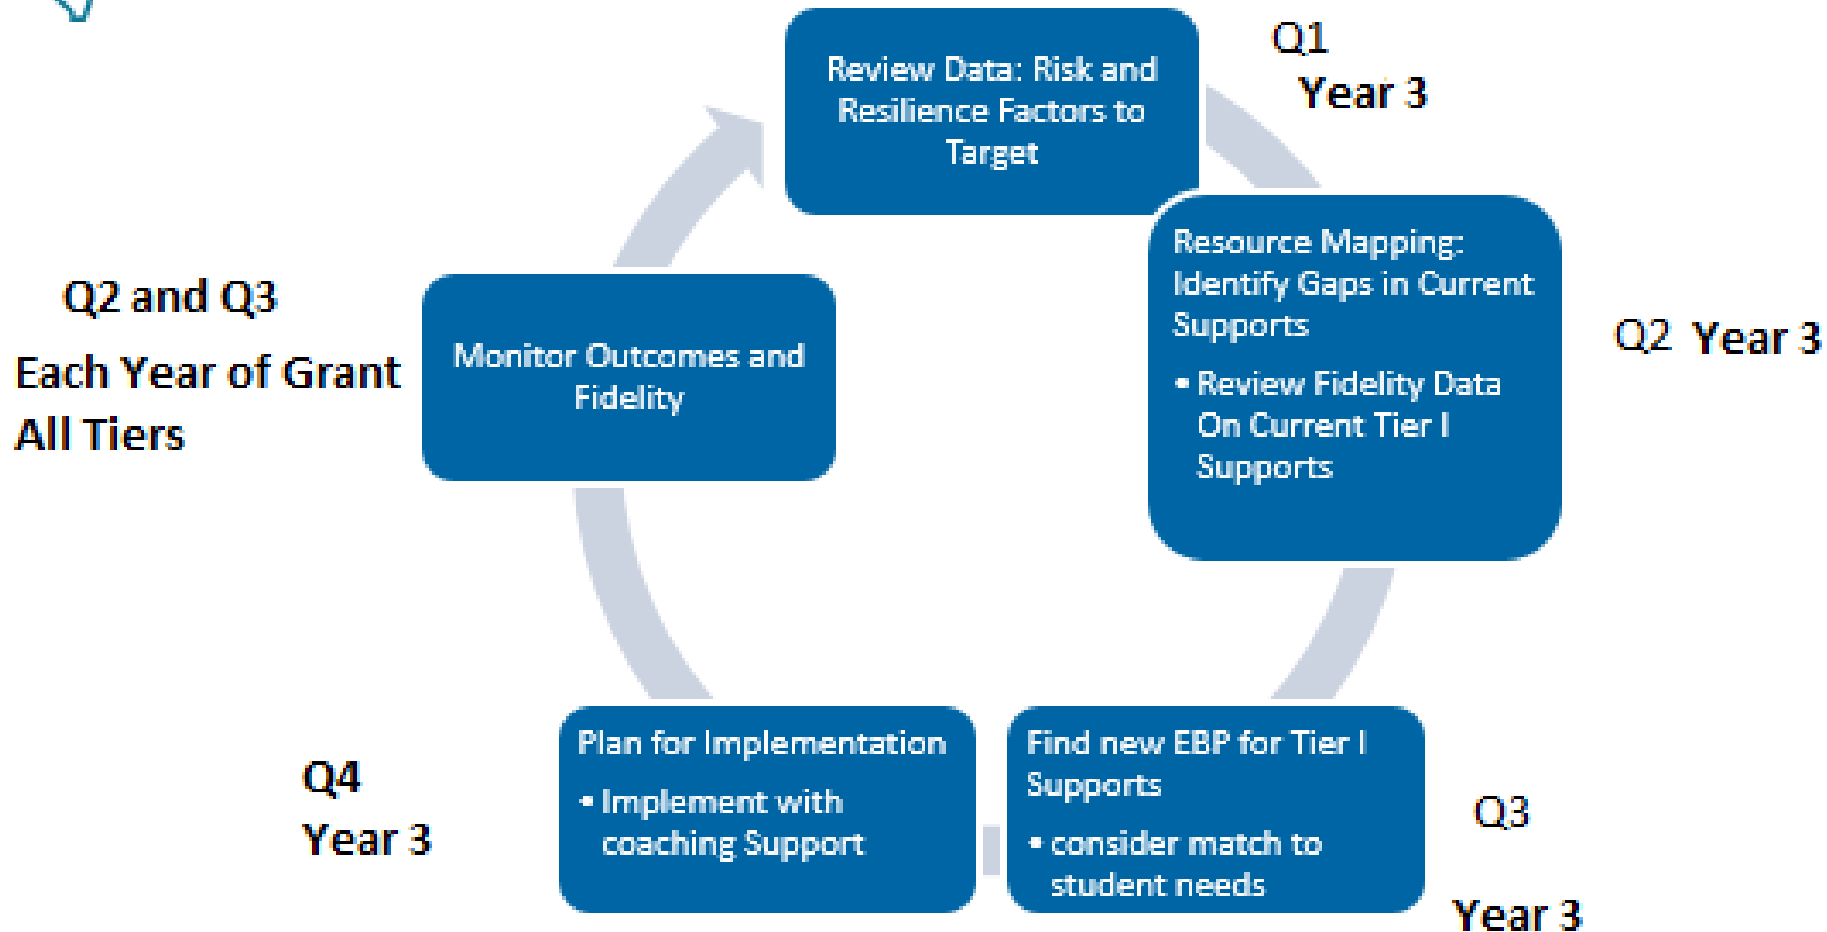 Review Data: Risk and
Resilience Factors to
Target
Q1
Year 3
Resource Mapping:
Identify Gaps in Current
Supports
• Review Fidelity Data
On Current Tier I
Supports
Q2 Year 3
Find new EBP for Tier I
Supports
• consider match to
student needs
Q3
Year 3
Plan for Implementation
• Implement with
coaching Support
Q4
Year 3
Monitor Outcomes and
Fidelity
Q2 and Q3
Each Year of Grant
All Tiers